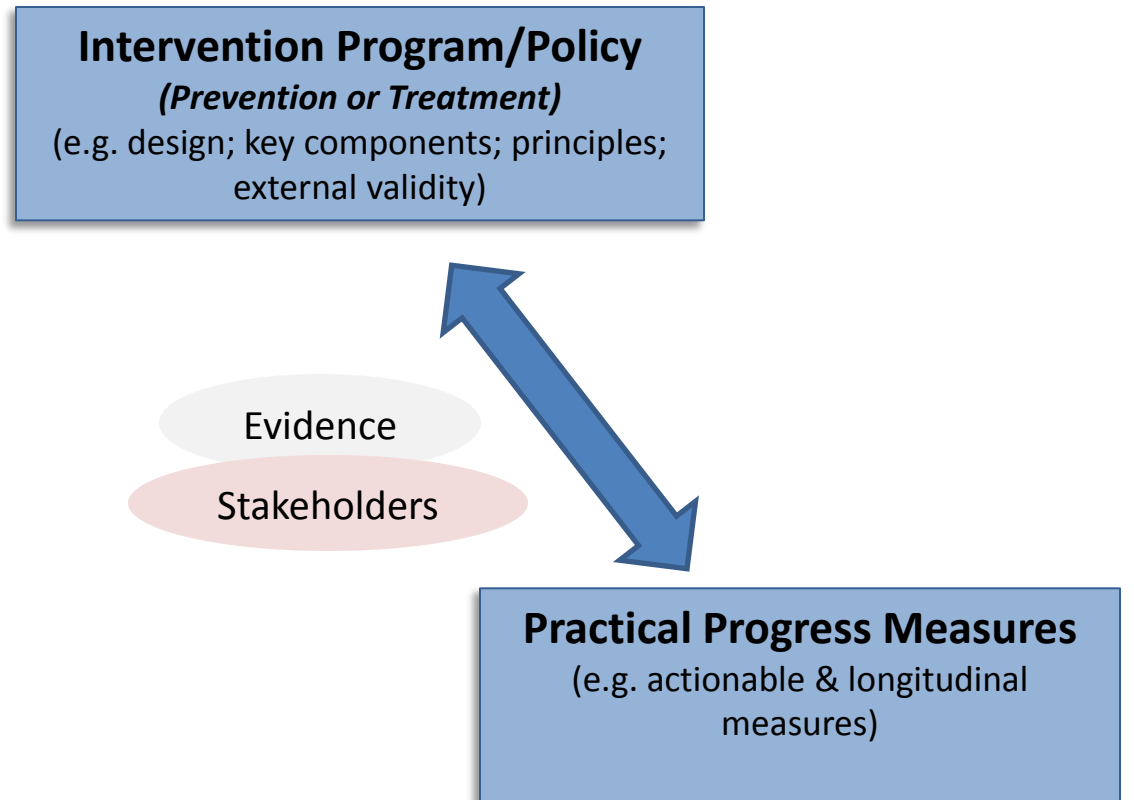 Intervention Program/Policy
(Prevention or Treatment)
(e.g. design; key components; principles;
external validity)
Evidence
Stakeholders
Practical Progress Measures
(e.g. actionable & longitudinal
measures)